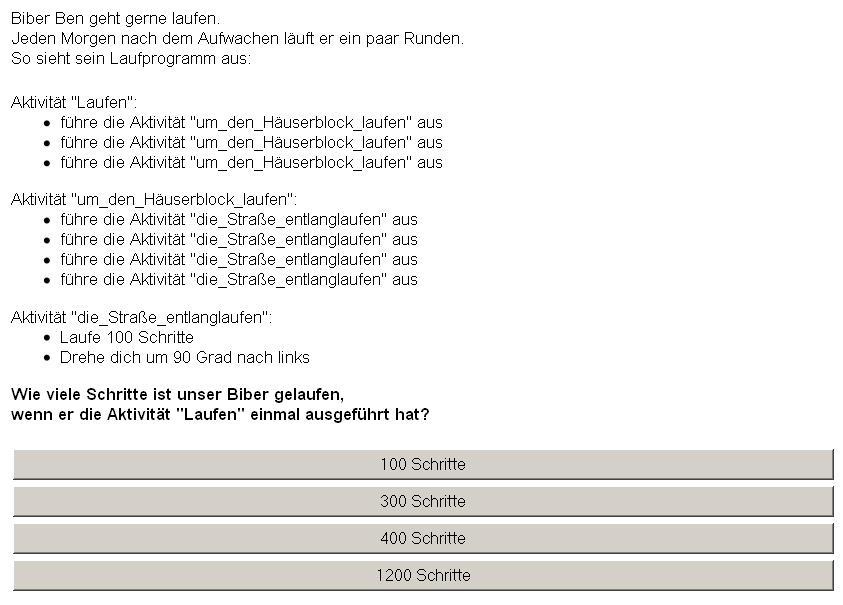 Biber Ben geht gerne laufen.
Jeden Morgen nach dem Aufwachen läuft er ein paar Runden.
So sieht sein Laufprogramm aus:
Aktivität "Laufen":
• führe die Aktivität "um_den_Häuserblock_laufen" aus
• führe die Aktivität "um_den_Häuserblock_laufen" aus
• führe die Aktivität "um_den_Häuserblock_laufen" aus
Aktivität "um_den_Häuserblock_laufen":
• führe die Aktivität "die_Straße_entlanglaufen" aus
• führe die Aktivität "die_Straße_entlanglaufen" aus
• führe die Aktivität "die_Straße_entlanglaufen" aus
• führe die Aktivität "die_Straße_entlanglaufen" aus
Aktivität "die_Straße_entlanglaufen":
• Laufe 100 Schritte
• Drehe dich um 90 Grad nach links
Wie viele Schritte ist unser Biber gelaufen,
wenn er die Aktivität "Laufen" einmal ausgeführt hat?
100 Schritte
300 Schritte
400 Schritte
1200 Schritte